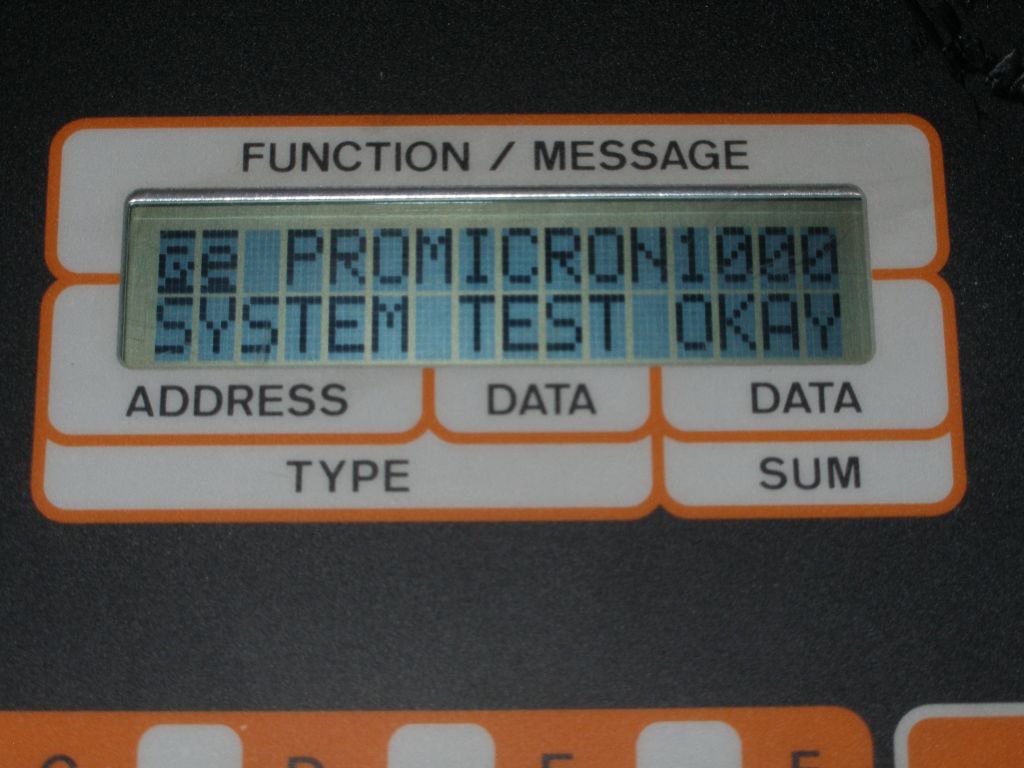 FUNCTION / MESSAGE
PROMICRON1000
SYSTEM TEST OKAY
ADDRESS DATA DATA
TYPE SUM